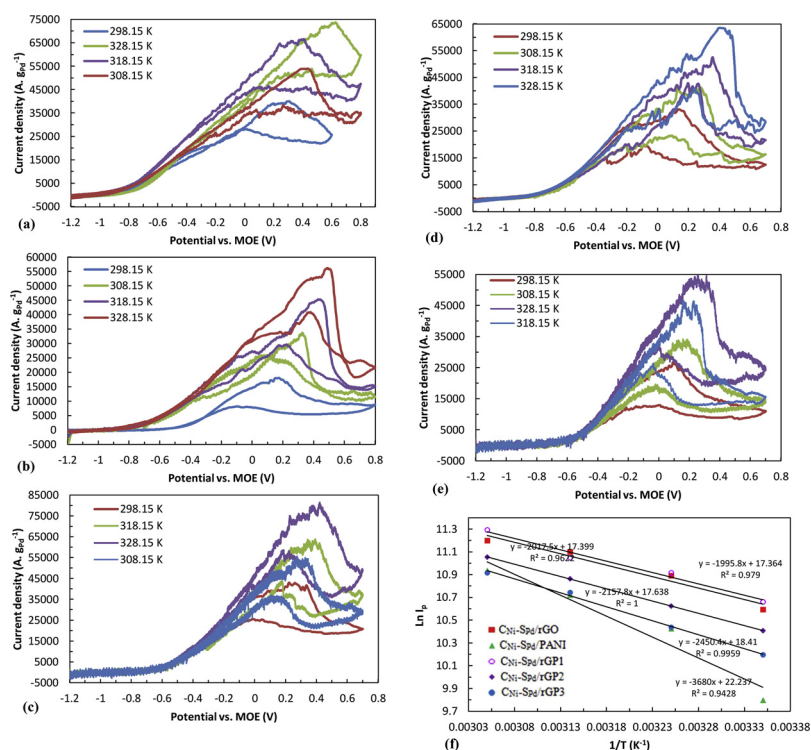 Current density (A. gPd⁻¹)
75000
65000
55000
45000
35000
25000
15000
5000
-5000
298.15 K
328.15 K
318.15 K
308.15 K
-1.2 -1 -0.8 -0.6 -0.4 -0.2 0 0.2 0.4 0.6 0.8
(a)
Potential vs. MOE (V)
Current density (A. gPd⁻¹)
65000
55000
45000
35000
25000
15000
5000
-5000
298.15 K
308.15 K
318.15 K
328.15 K
-1.2 -1 -0.8 -0.6 -0.4 -0.2 0 0.2 0.4 0.6 0.8
(d)
Potential vs. MOE (V)
Current density (A. gPd⁻¹)
60000
55000
50000
45000
40000
35000
30000
25000
20000
15000
10000
5000
0
-5000
298.15 K
308.15 K
318.15 K
328.15 K
-1.2 -1 -0.8 -0.6 -0.4 -0.2 0 0.2 0.4 0.6 0.8
(b)
Potential vs. MOE (V)
Current density (A. gPd⁻¹)
55000
45000
35000
25000
15000
5000
-5000
298.15 K
308.15 K
328.15 K
318.15 K
-1.2 -1 -0.8 -0.6 -0.4 -0.2 0 0.2 0.4 0.6 0.8
(e)
Potential vs. MOE (V)
Current density (A. gPd⁻¹)
85000
75000
65000
55000
45000
35000
25000
15000
5000
-5000
298.15 K
318.15 K
328.15 K
308.15 K
-1.2 -1 -0.8 -0.6 -0.4 -0.2 0 0.2 0.4 0.6 0.8
(c)
Potential vs. MOE (V)
Ln Ip
11.3
11.1
10.9
10.7
10.5
10.3
10.1
9.9
9.7
y = -2017.5x + 17.399
R² = 0.9622
y = -1995.8x + 17.364
R² = 0.979
y = -2157.8x + 17.638
R² = 1
y = -2450.4x + 18.41
R² = 0.9959
y = -3680x + 22.237
R² = 0.9428
CNi-SPd/rGO
CNi-SPd/PANI
CNi-SPd/rGP1
CNi-SPd/rGP2
CNi-SPd/rGP3
0.00303 0.00308 0.00313 0.00318 0.00323 0.00328 0.00333 0.00338
1/T (K⁻¹)
(f)